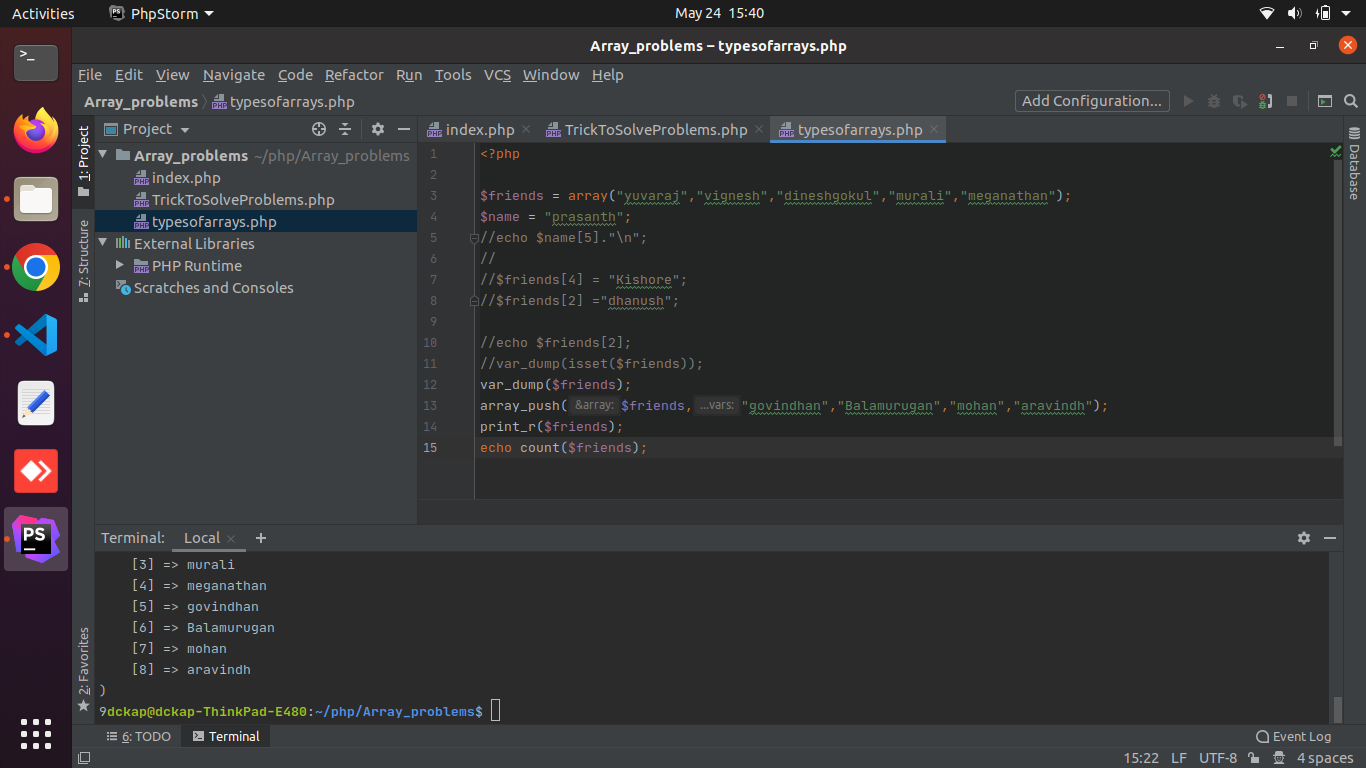 Activities PhpStorm May 24 15:40
Array_problems – typesofarrays.php
File Edit View Navigate Code Refactor Run Tools VCS Window Help
Array_problems typesofarrays.php Add Configuration...
Project
index.php TrickToSolveProblems.php typesofarrays.php
Array_problems ~/php/Array_problems
index.php
TrickToSolveProblems.php
typesofarrays.php
External Libraries
PHP Runtime
Scratches and Consoles
1: Project
7: Structure
2: Favorites
Database
1 <?php
2
3 $friends = array("yuvaraj","vignesh","dineshgokul","murali","meganathan");
4 $name = "prasanth";
5 //echo $name[5]."\n";
6 //
7 //$friends[4] = "Kishore";
8 //$friends[2] ="dhanush";
9
10 //echo $friends[2];
11 //var_dump(isset($friends));
12 var_dump($friends);
13 array_push( &array: $friends, ...vars: "govindhan","Balamurugan","mohan","aravindh");
14 print_r($friends);
15 echo count($friends);
Terminal: Local +
[3] => murali
[4] => meganathan
[5] => govindhan
[6] => Balamurugan
[7] => mohan
[8] => aravindh
)
9dckap@dckap-ThinkPad-E480:~/php/Array_problems$
6: TODO Terminal Event Log
15:22 LF UTF-8 4 spaces